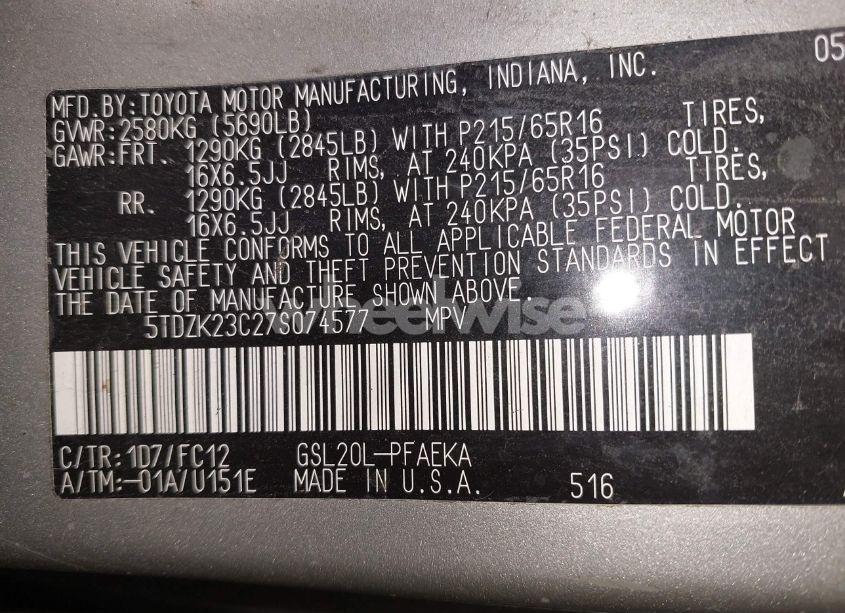 05
MFD.BY:TOYOTA MOTOR MANUFACTURING, INDIANA, INC.
GVWR:2580KG (5690LB)
GAWR:FRT. 1290KG (2845LB) WITH P215/65R16 TIRES,
16X6.5JJ RIMS, AT 240KPA (35PSI) COLD.
RR. 1290KG (2845LB) WITH P215/65R16 TIRES,
16X6.5JJ RIMS, AT 240KPA (35PSI) COLD.
THIS VEHICLE CONFORMS TO ALL APPLICABLE FEDERAL MOTOR
VEHICLE SAFETY AND THEFT PREVENTION STANDARDS IN EFFECT
THE DATE OF MANUFACTURE SHOWN ABOVE.
5TDZK23C27S074577 MPV
heelwise
C/TR:1D7/FC12 GSL20L-PFAEKA
A/TM:-01A/U151E MADE IN U.S.A. 516